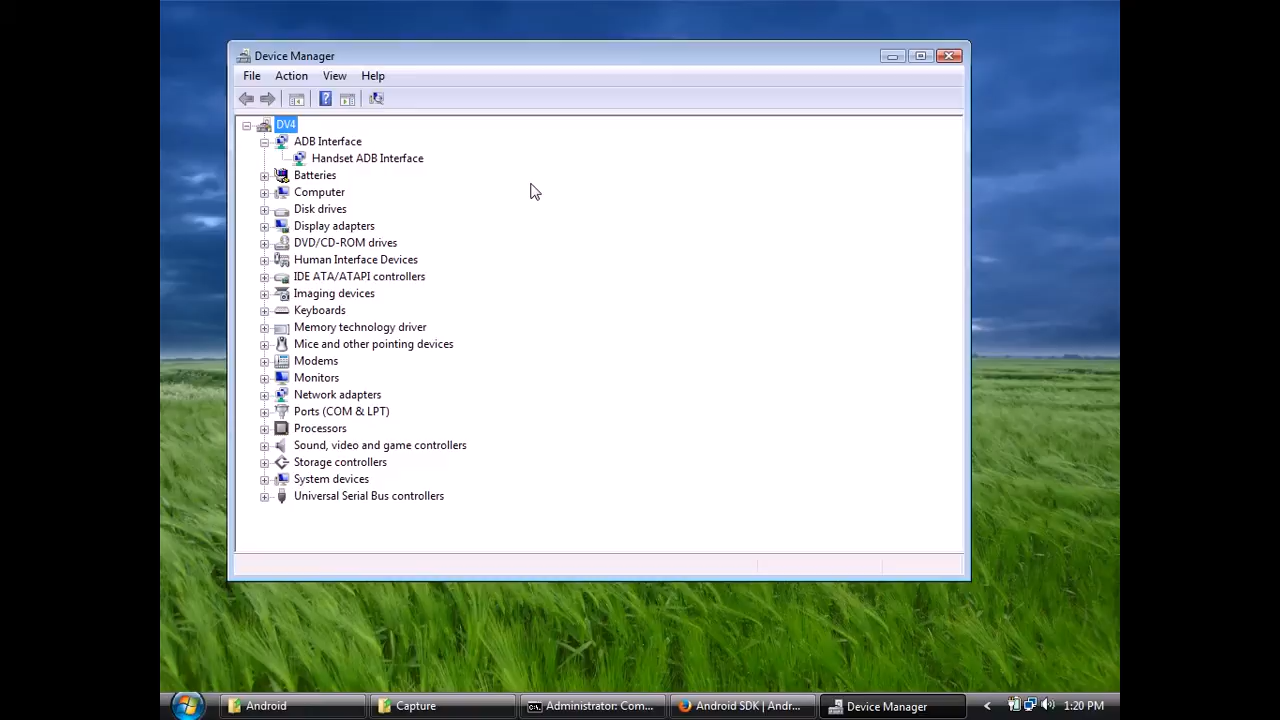 Device Manager
File Action View Help
DV4
ADB Interface
Handset ADB Interface
Batteries
Computer
Disk drives
Display adapters
DVD/CD-ROM drives
Human Interface Devices
IDE ATA/ATAPI controllers
Imaging devices
Keyboards
Memory technology driver
Mice and other pointing devices
Modems
Monitors
Network adapters
Ports (COM & LPT)
Processors
Sound, video and game controllers
Storage controllers
System devices
Universal Serial Bus controllers
Android Capture Administrator: Com... Android SDK | Andr... Device Manager 1:20 PM